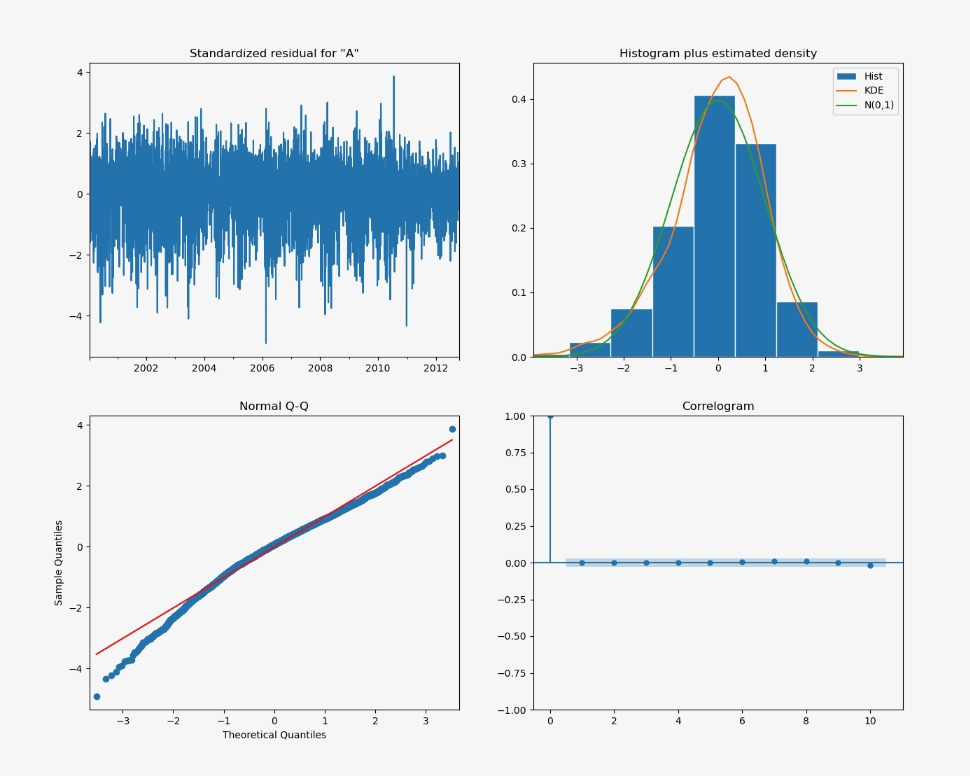 Standardized residual for "A"
4
2
0
−2
−4
2002 2004 2006 2008 2010 2012
Histogram plus estimated density
Hist
KDE
N(0,1)
0.4
0.3
0.2
0.1
0.0
−3 −2 −1 0 1 2 3
Normal Q-Q
Sample Quantiles
4
2
0
−2
−4
−3 −2 −1 0 1 2 3
Theoretical Quantiles
Correlogram
1.00
0.75
0.50
0.25
0.00
−0.25
−0.50
−0.75
−1.00
0 2 4 6 8 10